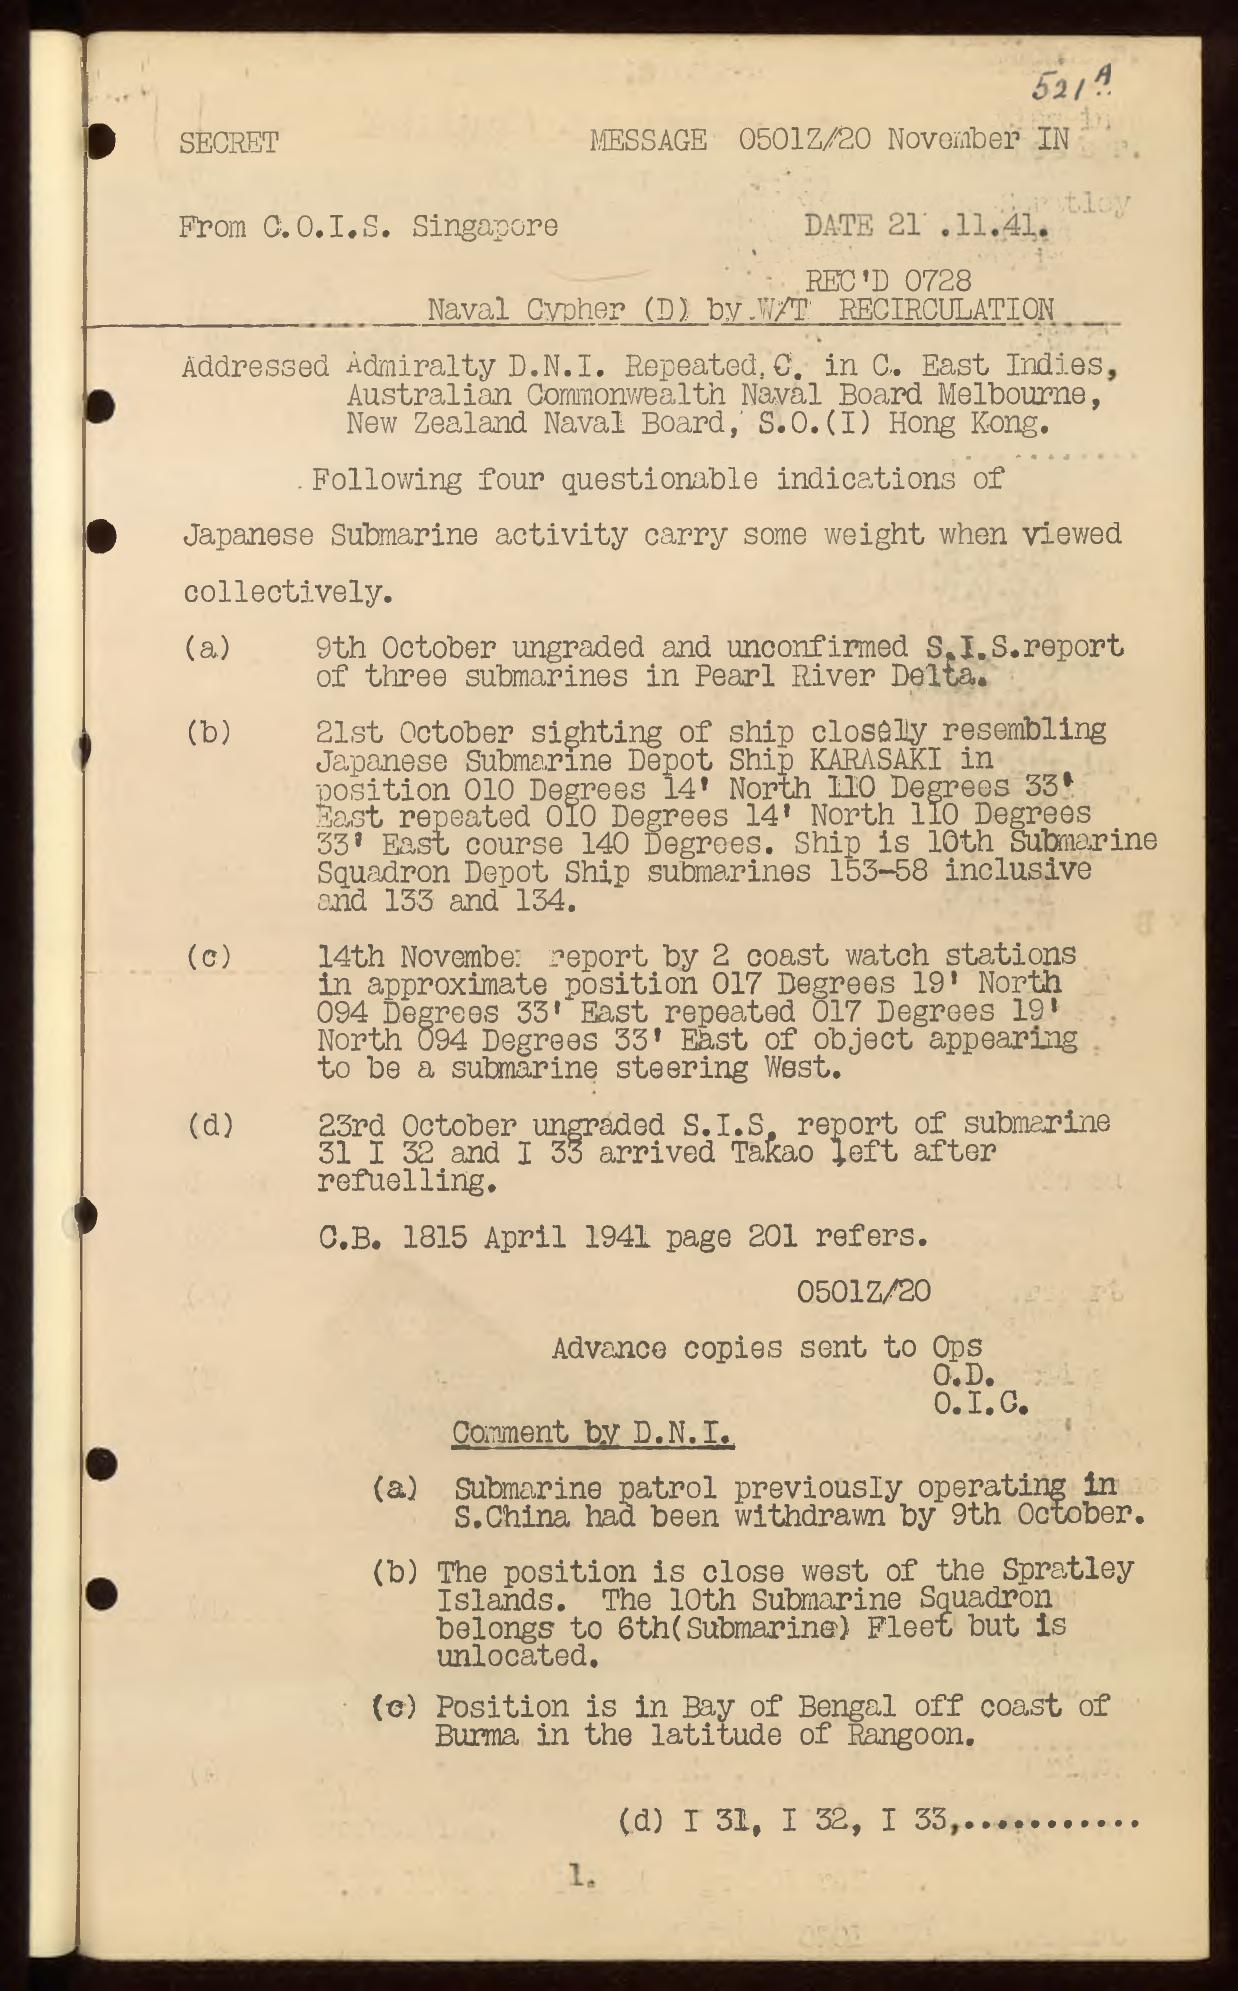 521A
SECRET MESSAGE 0501Z/20 November IN
From C.O.I.S. Singapore DATE 21 .11.41.
REC'D 0728
Naval Cypher (D) by W/T RECIRCULATION
Addressed Admiralty D.N.I. Repeated, C. in C. East Indies,
Australian Commonwealth Naval Board Melbourne,
New Zealand Naval Board, S.O.(I) Hong Kong.
Following four questionable indications of
Japanese Submarine activity carry some weight when viewed
collectively.
(a) 9th October ungraded and unconfirmed S.I.S.report
of three submarines in Pearl River Delta.
(b) 21st October sighting of ship closely resembling
Japanese Submarine Depot Ship KARASAKI in
position 010 Degrees 14' North 110 Degrees 33'
East repeated 010 Degrees 14' North 110 Degrees
33' East course 140 Degrees. Ship is 10th Submarine
Squadron Depot Ship submarines 153-58 inclusive
and 133 and 134.
(c) 14th November report by 2 coast watch stations
in approximate position 017 Degrees 19' North
094 Degrees 33' East repeated 017 Degrees 19'
North 094 Degrees 33' East of object appearing
to be a submarine steering West.
(d) 23rd October ungraded S.I.S. report of submarine
31 I 32 and I 33 arrived Takao left after
refuelling.
C.B. 1815 April 1941 page 201 refers.
0501Z/20
Advance copies sent to Ops
O.D.
O.I.C.
Comment by D.N.I.
(a) Submarine patrol previously operating in
S.China had been withdrawn by 9th October.
(b) The position is close west of the Spratley
Islands. The 10th Submarine Squadron
belongs to 6th(Submarine) Fleet but is
unlocated.
(c) Position is in Bay of Bengal off coast of
Burma in the latitude of Rangoon.
(d) I 31, I 32, I 33,............
1.